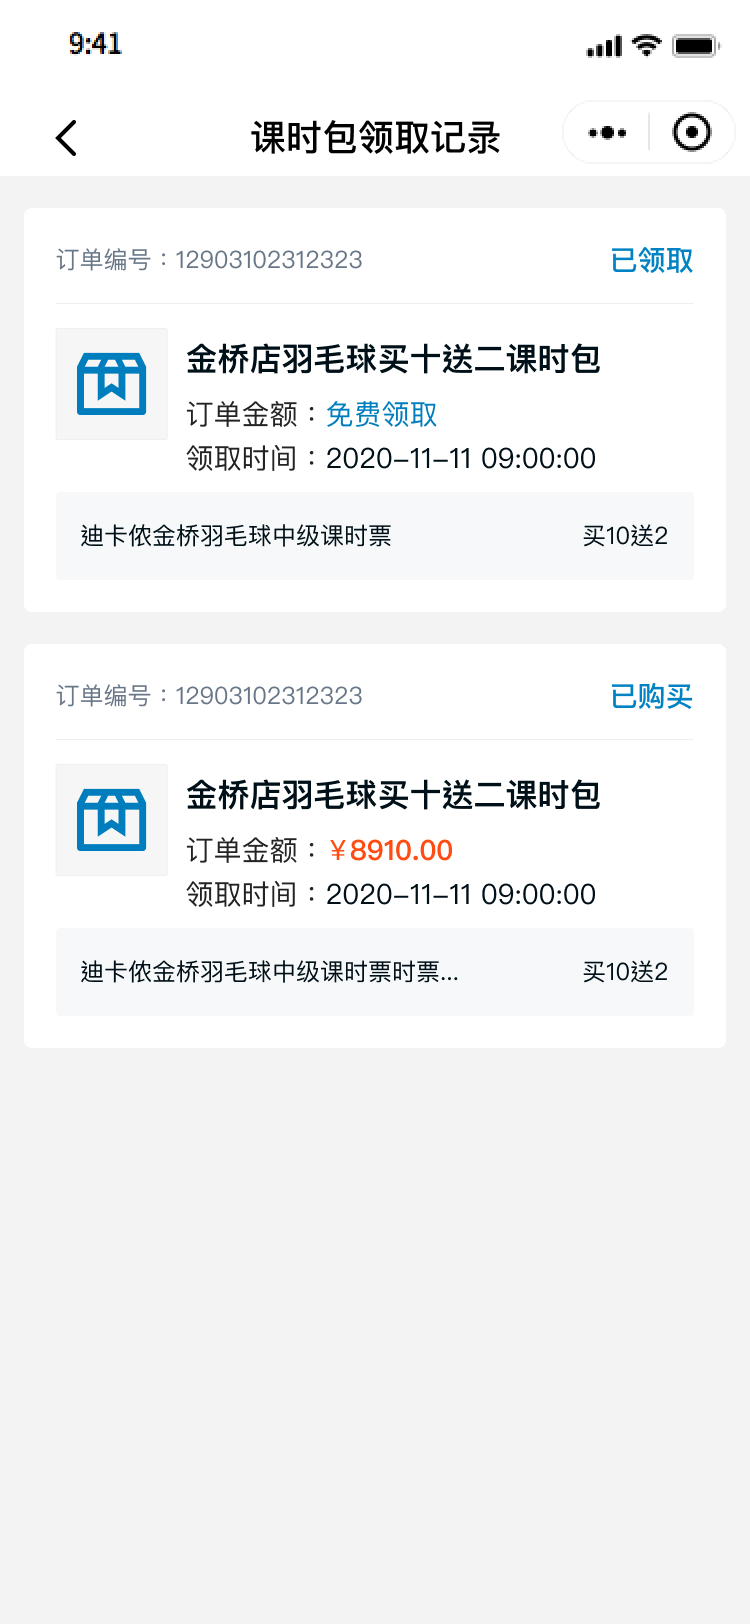 9:41
课时包领取记录
订单编号：12903102312323
已领取
金桥店羽毛球买十送二课时包
订单金额：免费领取
领取时间：2020-11-11 09:00:00
迪卡侬金桥羽毛球中级课时票
买10送2
订单编号：12903102312323
已购买
金桥店羽毛球买十送二课时包
订单金额：¥8910.00
领取时间：2020-11-11 09:00:00
迪卡侬金桥羽毛球中级课时票时票...
买10送2